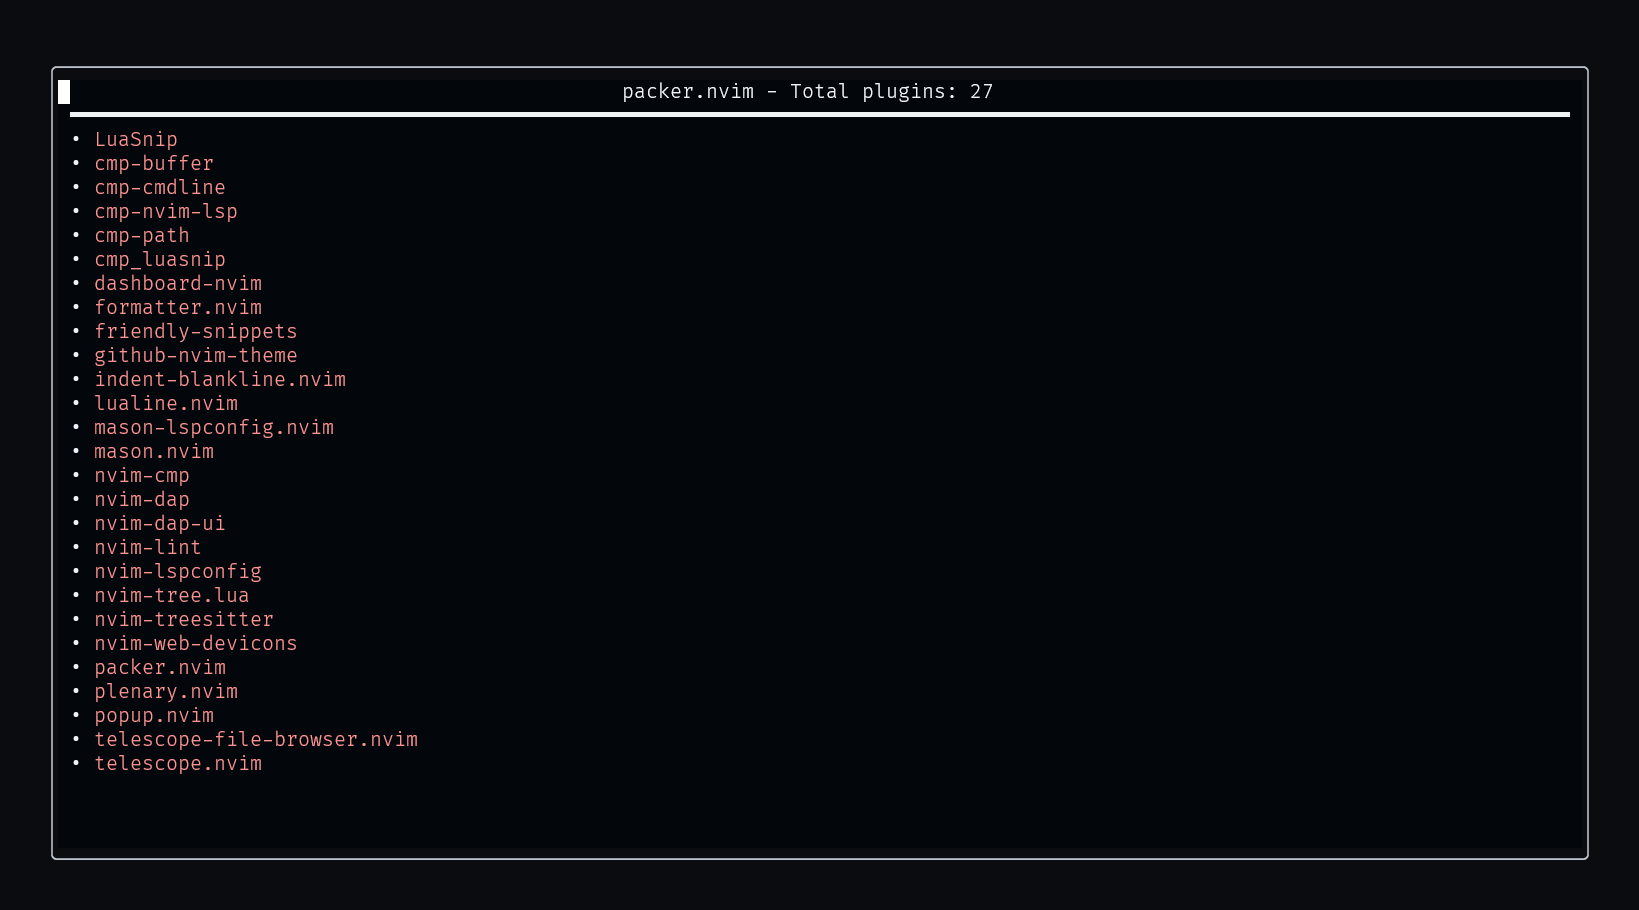 packer.nvim - Total plugins: 27
• LuaSnip
• cmp-buffer
• cmp-cmdline
• cmp-nvim-lsp
• cmp-path
• cmp_luasnip
• dashboard-nvim
• formatter.nvim
• friendly-snippets
• github-nvim-theme
• indent-blankline.nvim
• lualine.nvim
• mason-lspconfig.nvim
• mason.nvim
• nvim-cmp
• nvim-dap
• nvim-dap-ui
• nvim-lint
• nvim-lspconfig
• nvim-tree.lua
• nvim-treesitter
• nvim-web-devicons
• packer.nvim
• plenary.nvim
• popup.nvim
• telescope-file-browser.nvim
• telescope.nvim